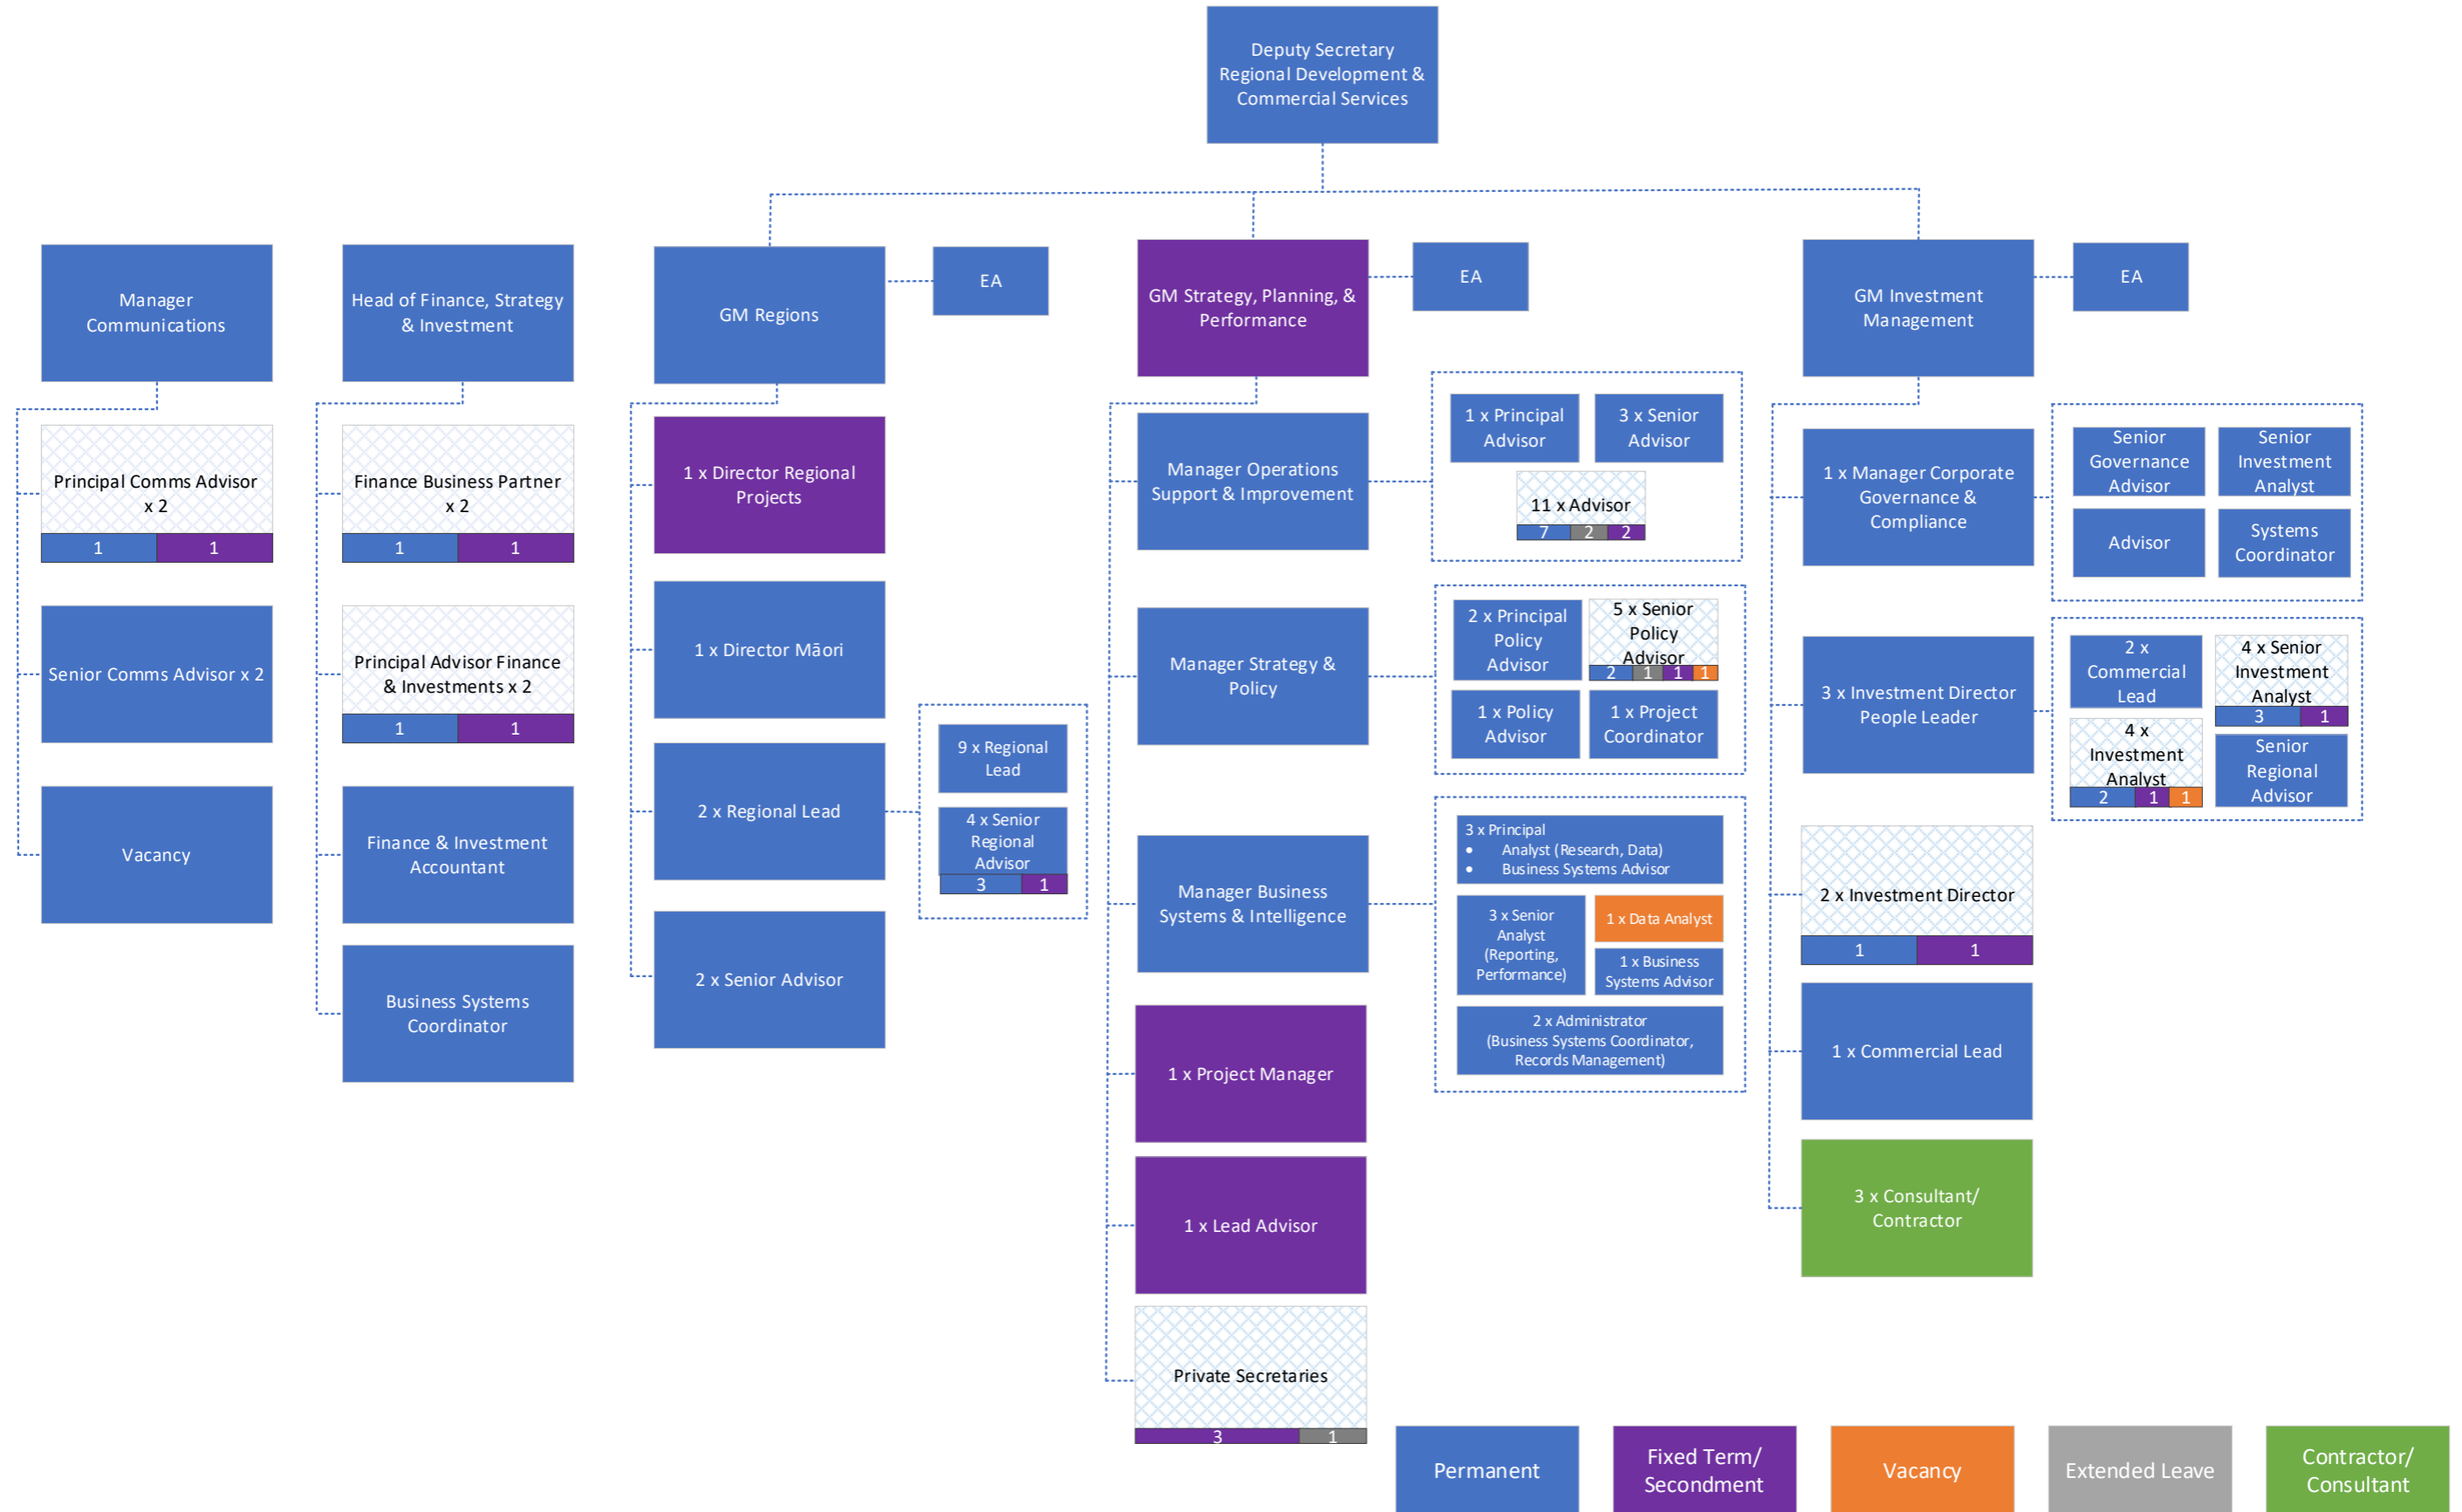 Deputy Secretary
Regional Development &
Commercial Services
Manager
Communications
Head of Finance, Strategy
& Investment
GM Regions
EA
GM Strategy, Planning, &
Performance
EA
GM Investment
Management
EA
Principal Comms Advisor
x 2
1
1
Senior Comms Advisor x 2
Vacancy
Finance Business Partner
x 2
1
1
Principal Advisor Finance
& Investments x 2
1
1
Finance & Investment
Accountant
Business Systems
Coordinator
1 x Director Regional
Projects
1 x Director Māori
2 x Regional Lead
9 x Regional
Lead
4 x Senior
Regional
Advisor
3
1
2 x Senior Advisor
Manager Operations
Support & Improvement
1 x Principal
Advisor
3 x Senior
Advisor
11 x Advisor
7
2
2
Manager Strategy &
Policy
2 x Principal
Policy
Advisor
5 x Senior
Policy
Advisor
2
1
1
1
1 x Policy
Advisor
1 x Project
Coordinator
Manager Business
Systems & Intelligence
3 x Principal
• Analyst (Research, Data)
• Business Systems Advisor
3 x Senior
Analyst
(Reporting,
Performance)
1 x Data Analyst
1 x Business
Systems Advisor
2 x Administrator
(Business Systems Coordinator,
Records Management)
1 x Project Manager
1 x Lead Advisor
Private Secretaries
3
1
1 x Manager Corporate
Governance &
Compliance
Senior
Governance
Advisor
Senior
Investment
Analyst
Advisor
Systems
Coordinator
3 x Investment Director
People Leader
2 x
Commercial
Lead
4 x Senior
Investment
Analyst
3
1
4 x
Investment
Analyst
2
1
1
Senior
Regional
Advisor
2 x Investment Director
1
1
1 x Commercial Lead
3 x Consultant/
Contractor
Permanent
Fixed Term/
Secondment
Vacancy
Extended Leave
Contractor/
Consultant